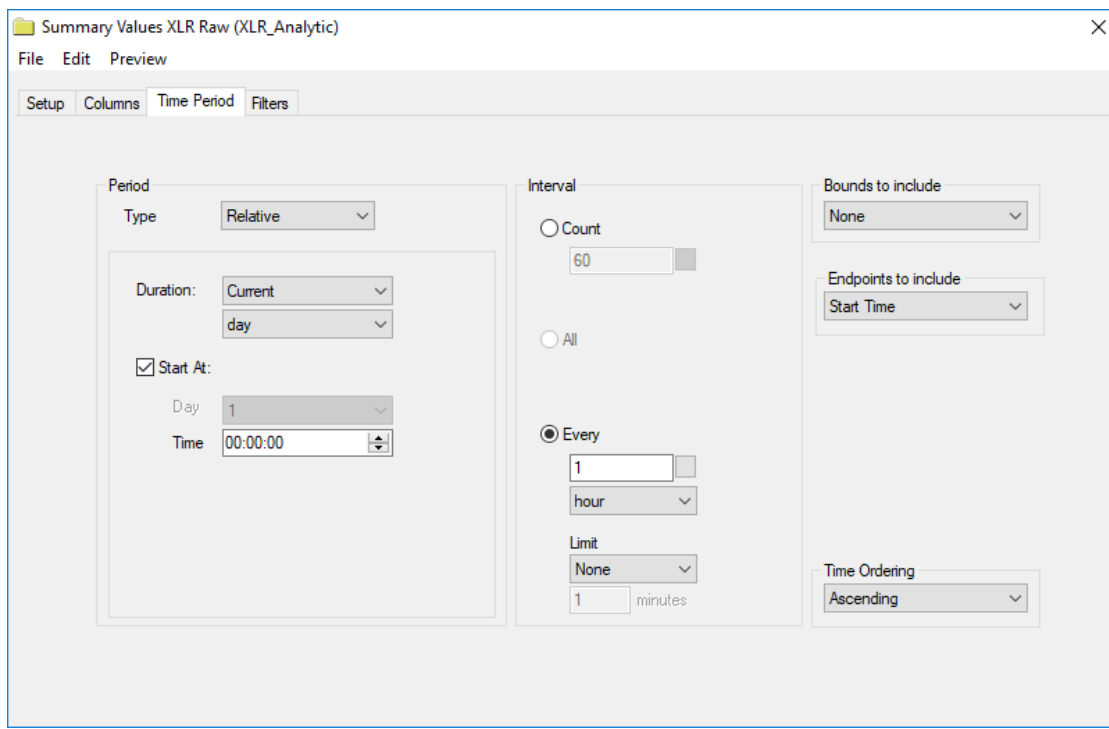 Summary Values XLR Raw (XLR_Analytic)
File Edit Preview
Setup Columns Time Period Filters
Period
Type Relative
Duration: Current
day
Start At:
Day 1
Time 00:00:00
Interval
Count
60
All
Every
1
hour
Limit
None
1 minutes
Bounds to include
None
Endpoints to include
Start Time
Time Ordering
Ascending